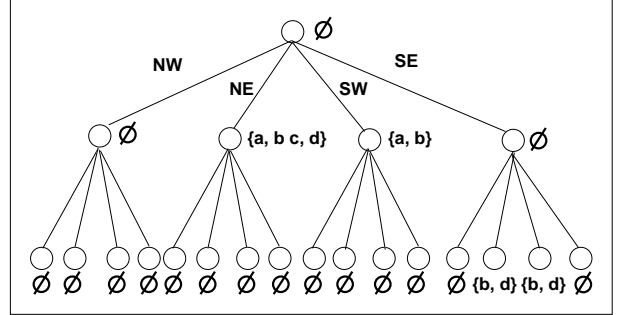 Ø
NW
NE
SW
SE
Ø
{a, b c, d}
{a, b}
Ø
Ø Ø Ø Ø Ø Ø Ø Ø Ø Ø Ø Ø Ø {b, d} {b, d} Ø